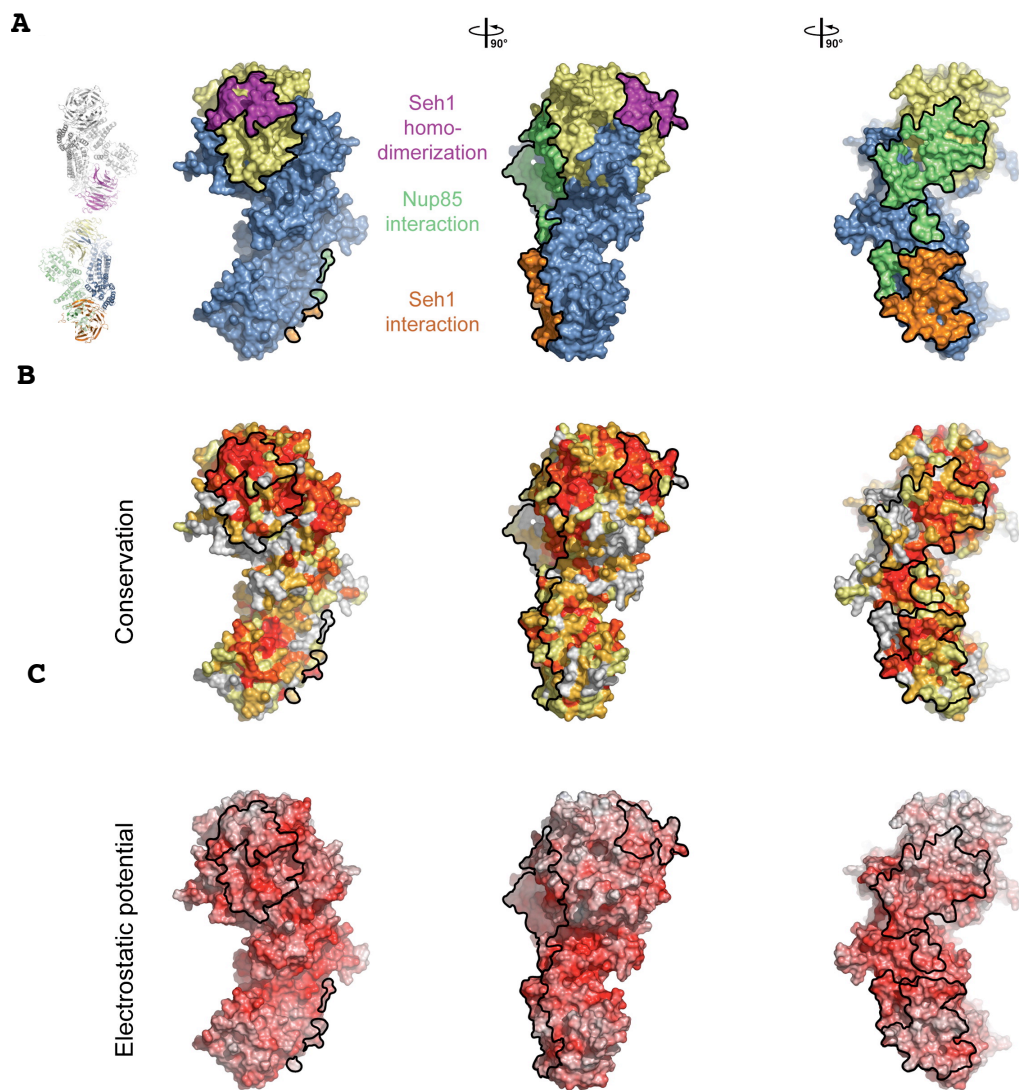 A
90°
90°
Seh1
homo-
dimerization
Nup85
interaction
Seh1
interaction
B
Conservation
C
Electrostatic potential